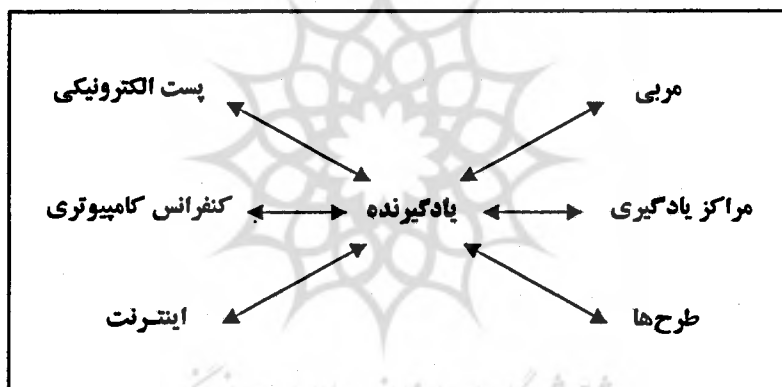 مربی
پست الکترونیکی
مراکز یادگیری
یادگیرنده
کنفرانس کامپیوتری
طرح‌ها
اینترنت